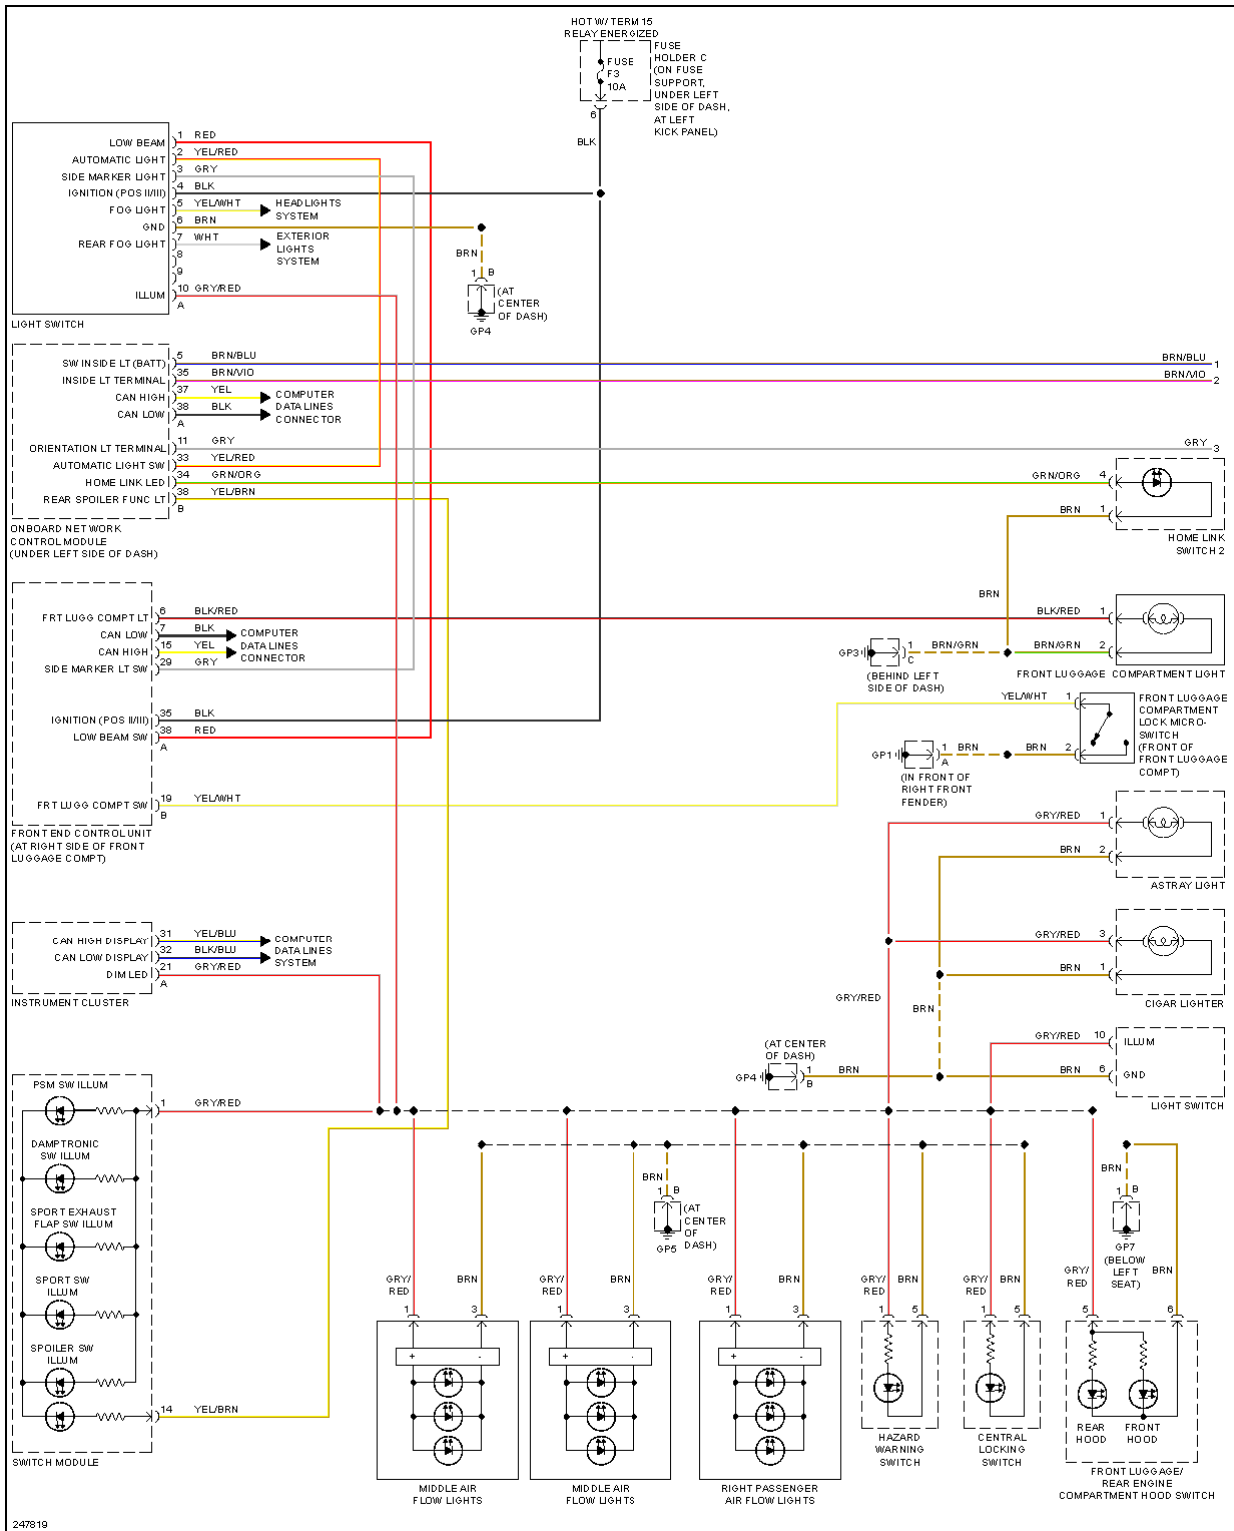 HOT W/ TERM 15
RELAY ENERGIZED
FUSE
F3
10A
FUSE
HOLDER C
(ON FUSE
SUPPORT,
UNDER LEFT
SIDE OF DASH,
AT LEFT
KICK PANEL)
6
BLK
LOW BEAM 1 RED
AUTOMATIC LIGHT 2 YEL/RED
SIDE MARKER LIGHT 3 GRY
IGNITION (POS II/III) 4 BLK
FOG LIGHT 5 YEL/WHT
HEADLIGHTS
SYSTEM
GND 6 BRN
REAR FOG LIGHT 7 WHT
EXTERIOR
LIGHTS
SYSTEM
8
9
ILLUM 10 GRY/RED
A
LIGHT SWITCH
BRN
1 B
(AT
CENTER
OF DASH)
GP4
SW INSIDE LT (BATT) 5 BRN/BLU
BRN/BLU 1
INSIDE LT TERMINAL 35 BRN/VIO
BRN/VIO 2
CAN HIGH 37 YEL
CAN LOW 38 BLK
A
COMPUTER
DATA LINES
CONNECTOR
ORIENTATION LT TERMINAL 11 GRY
GRY 3
AUTOMATIC LIGHT SW 33 YEL/RED
HOME LINK LED 34 GRN/ORG
REAR SPOILER FUNC LT 38 YEL/BRN
B
ONBOARD NETWORK
CONTROL MODULE
(UNDER LEFT SIDE OF DASH)
GRN/ORG 4
BRN 1
HOME LINK
SWITCH 2
BRN
FRT LUGG COMPT LT 6 BLK/RED
CAN LOW 7 BLK
CAN HIGH 15 YEL
COMPUTER
DATA LINES
CONNECTOR
SIDE MARKER LT SW 29 GRY
IGNITION (POS II/III) 35 BLK
LOW BEAM SW 38 RED
A
FRT LUGG COMPT SW 19 YEL/WHT
B
FRONT END CONTROL UNIT
(AT RIGHT SIDE OF FRONT
LUGGAGE COMPT)
BLK/RED 1
GP3 1 BRN/GRN BRN/GRN 2
C
(BEHIND LEFT
SIDE OF DASH)
FRONT LUGGAGE COMPARTMENT LIGHT
YEL/WHT 1
FRONT LUGGAGE
COMPARTMENT
LOCK MICRO-
SWITCH
(FRONT OF
FRONT LUGGAGE
COMPT)
GP1 1 BRN BRN 2
A
(IN FRONT OF
RIGHT FRONT
FENDER)
GRY/RED 1
BRN 2
ASTRAY LIGHT
CAN HIGH DISPLAY 31 YEL/BLU
CAN LOW DISPLAY 32 BLK/BLU
COMPUTER
DATA LINES
SYSTEM
DIM LED 21 GRY/RED
A
INSTRUMENT CLUSTER
GRY/RED 3
BRN 1
CIGAR LIGHTER
GRY/RED
BRN
GRY/RED 10 ILLUM
(AT CENTER
OF DASH)
GP4 1 BRN BRN 6 GND
B
LIGHT SWITCH
PSM SW ILLUM
1 GRY/RED
DAMPTRONIC
SW ILLUM
SPORT EXHAUST
FLAP SW ILLUM
SPORT SW
ILLUM
SPOILER SW
ILLUM
14 YEL/BRN
SWITCH MODULE
BRN
1 B
(AT
CENTER
OF
DASH)
GP5
BRN
1 B
GP7
(BELOW
LEFT
SEAT)
GRY/
RED
BRN
1 3
+ -
MIDDLE AIR
FLOW LIGHTS
GRY/
RED
BRN
1 3
+ -
MIDDLE AIR
FLOW LIGHTS
GRY/
RED
BRN
1 3
+ -
RIGHT PASSENGER
AIR FLOW LIGHTS
GRY/
RED
BRN
1 5
HAZARD
WARNING
SWITCH
GRY/
RED
BRN
1 5
CENTRAL
LOCKING
SWITCH
GRY/
RED
BRN
5 6
REAR
HOOD
FRONT
HOOD
FRONT LUGGAGE/
REAR ENGINE
COMPARTMENT HOOD SWITCH
247819